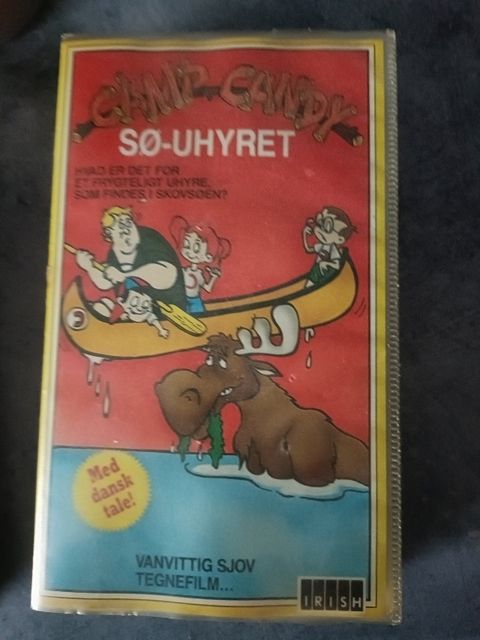 CAMP CANDY
SØ-UHYRET
HVAD ER DET FOR
ET FRYGTELIGT UHYRE,
SOM FINDES I SKOVSØEN?
Med
dansk
tale!
VANVITTIG SJOV
TEGNEFILM...
IRISH